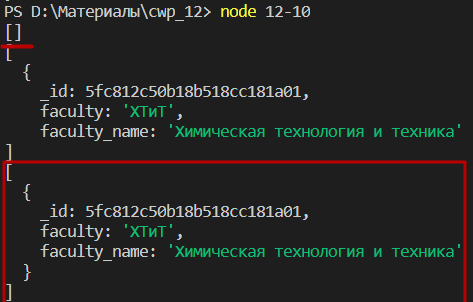 PS D:\Материалы\cwp_12> node 12-10
[]
[
  {
    _id: 5fc812c50b18b518cc181a01,
    faculty: 'ХТиТ',
    faculty_name: 'Химическая технология и техника'
]
[
  {
    _id: 5fc812c50b18b518cc181a01,
    faculty: 'ХТиТ',
    faculty_name: 'Химическая технология и техника'
  }
]